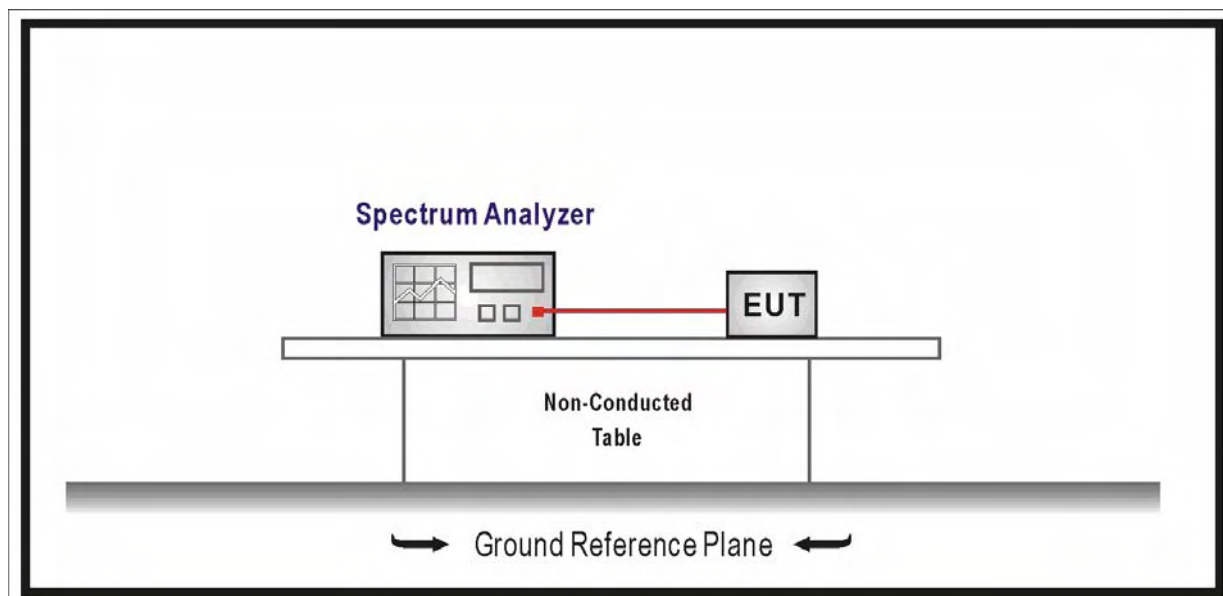 Spectrum Analyzer
EUT
Non-Conducted
Table
Ground Reference Plane